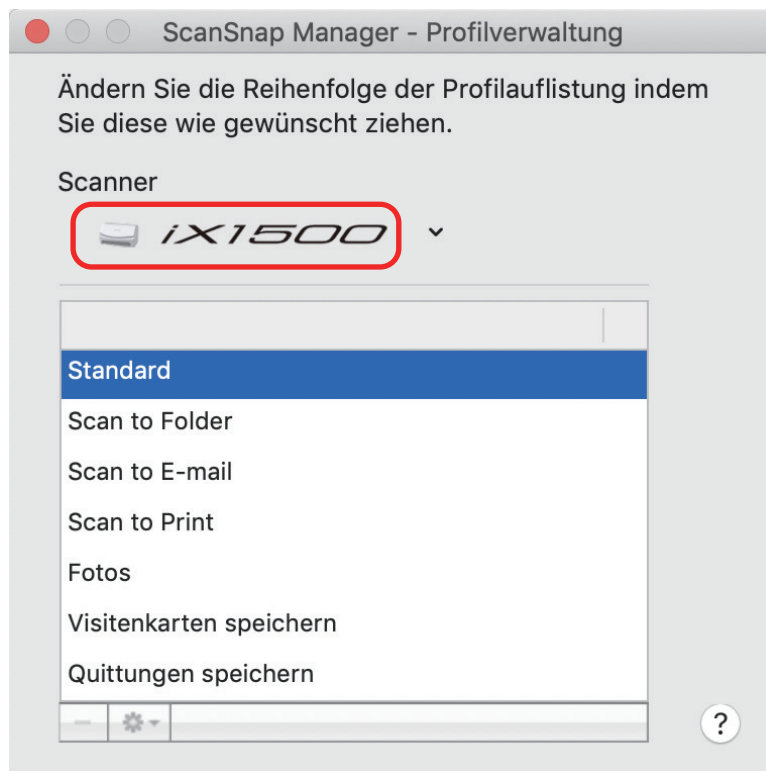 ScanSnap Manager - Profilverwaltung
Ändern Sie die Reihenfolge der Profilauflistung indem
Sie diese wie gewünscht ziehen.
Scanner
iX1500
Standard
Scan to Folder
Scan to E-mail
Scan to Print
Fotos
Visitenkarten speichern
Quittungen speichern
?